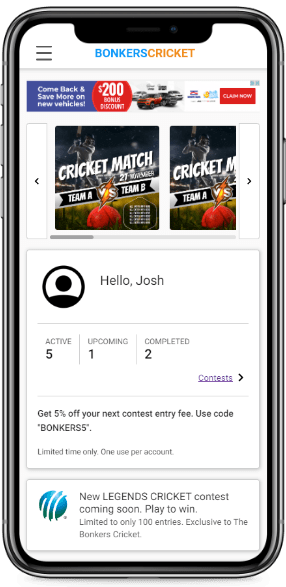 BONKERSCRICKET
Come Back &
Save More on
new vehicles!
$200
BONUS
DISCOUNT
CLAIM NOW
CRICKET MATCH
21 NOVEMBER
TEAM A VS TEAM B
CRICKET M
TEAM A VS
Hello, Josh
ACTIVE UPCOMING COMPLETED
5 1 2
Contests
Get 5% off your next contest entry fee. Use code
"BONKERS5".
Limited time only. One use per account.
ICC
New LEGENDS CRICKET contest
coming soon. Play to win.
Limited to only 100 entries. Exclusive to The
Bonkers Cricket.